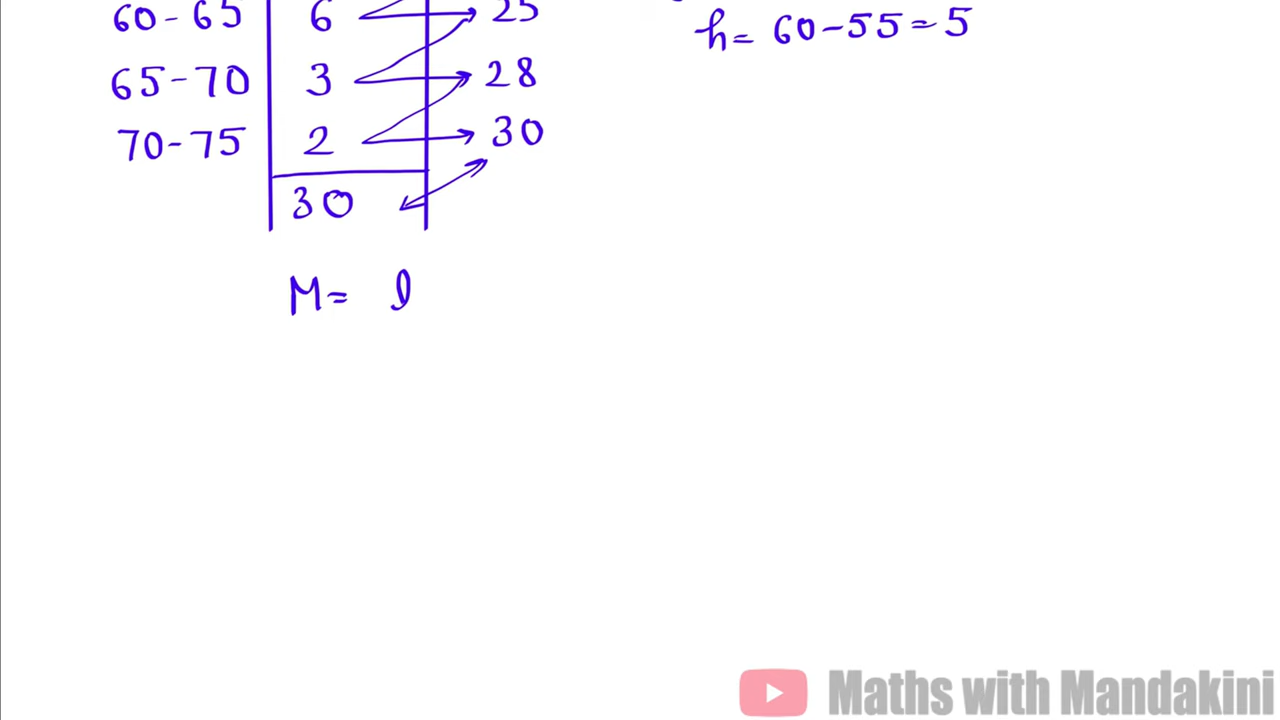 60-65 6 25
h= 60-55=5
65-70 3 28
70-75 2 30
30
M= l
Maths with Mandakini